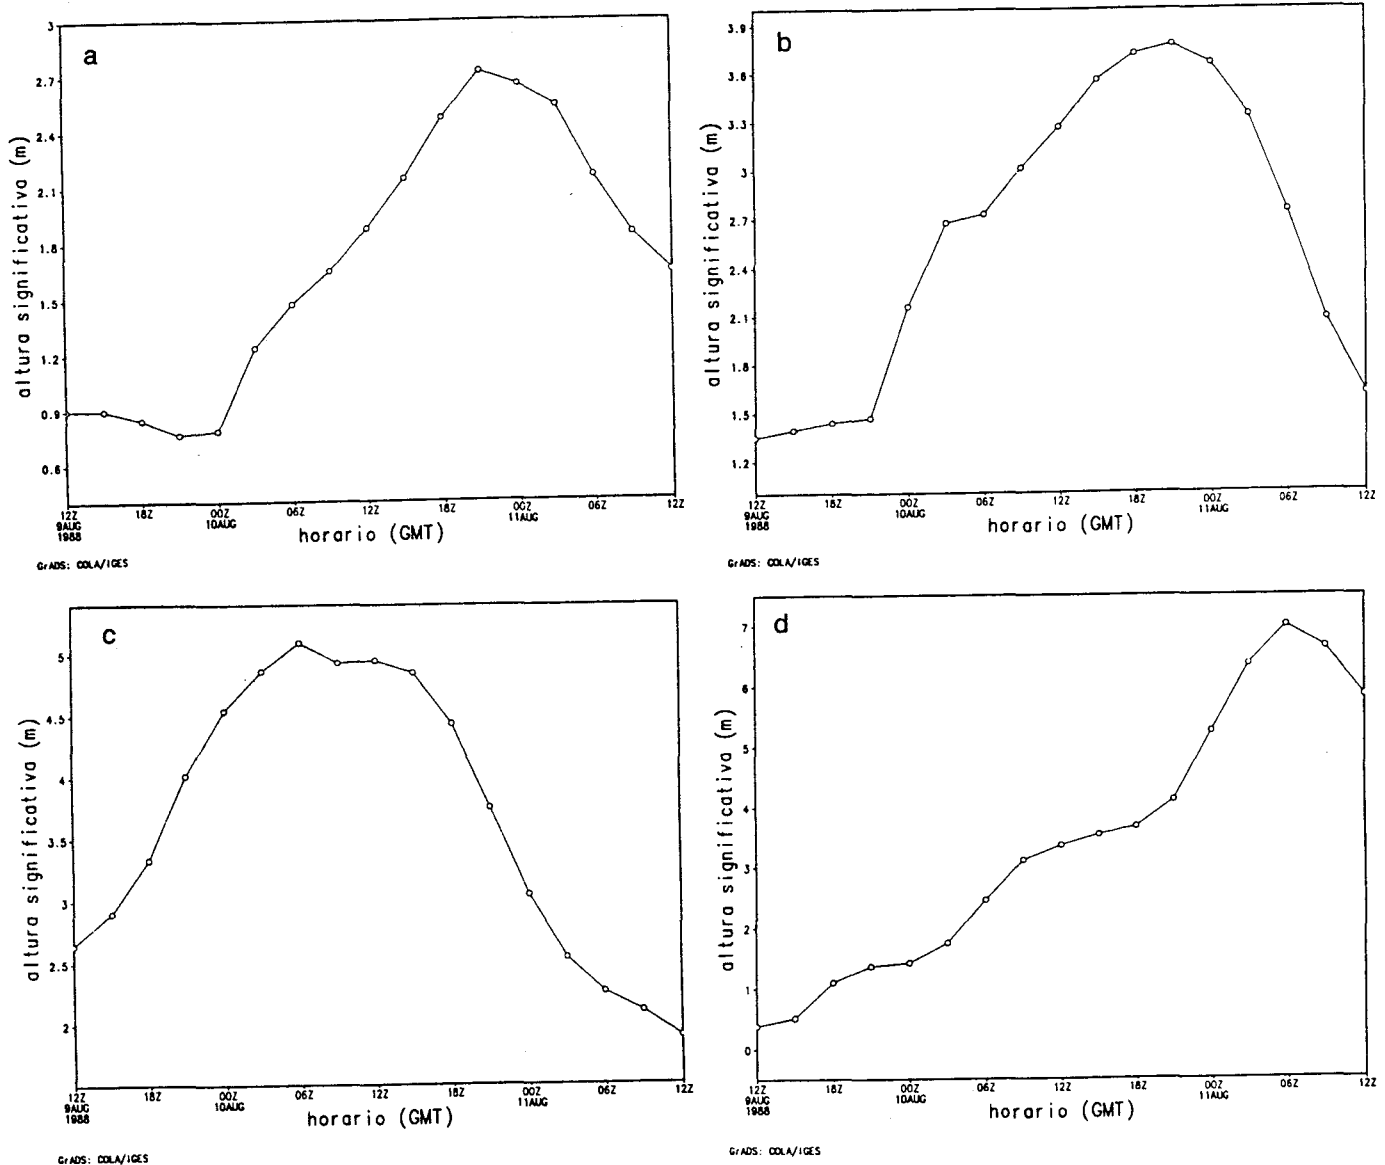 a
altura significativa (m)
3
2.7
2.4
2.1
1.8
1.5
1.2
0.9
0.6
12Z 18Z 00Z 06Z 12Z 18Z 00Z 06Z 12Z
9AUG 10AUG 11AUG
1988
horario (GMT)
GrADS: COLA/IGES
b
altura significativa (m)
3.9
3.6
3.3
3
2.7
2.4
2.1
1.8
1.5
1.2
12Z 18Z 00Z 06Z 12Z 18Z 00Z 06Z 12Z
9AUG 10AUG 11AUG
1988
horario (GMT)
GrADS: COLA/IGES
c
altura significativa (m)
5
4.5
4
3.5
3
2.5
2
12Z 18Z 00Z 06Z 12Z 18Z 00Z 06Z 12Z
9AUG 10AUG 11AUG
1988
horario (GMT)
GrADS: COLA/IGES
d
altura significativa (m)
7
6
5
4
3
2
1
0
12Z 18Z 00Z 06Z 12Z 18Z 00Z 06Z 12Z
9AUG 10AUG 11AUG
1988
horario (GMT)
GrADS: COLA/IGES